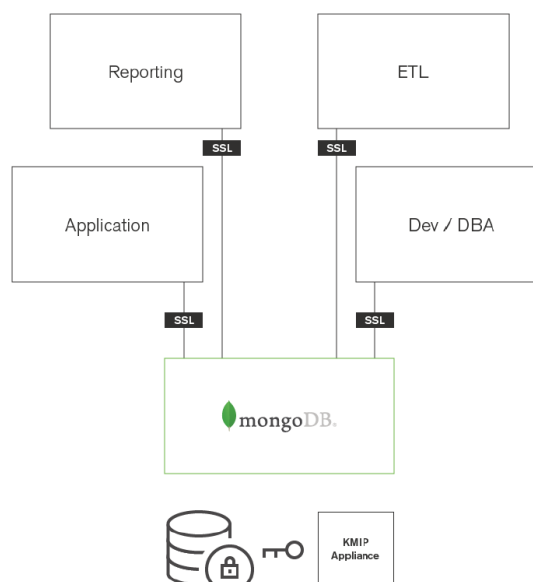 Reporting
ETL
SSL
SSL
Application
Dev / DBA
SSL
SSL
mongoDB.
KMIP
Appliance